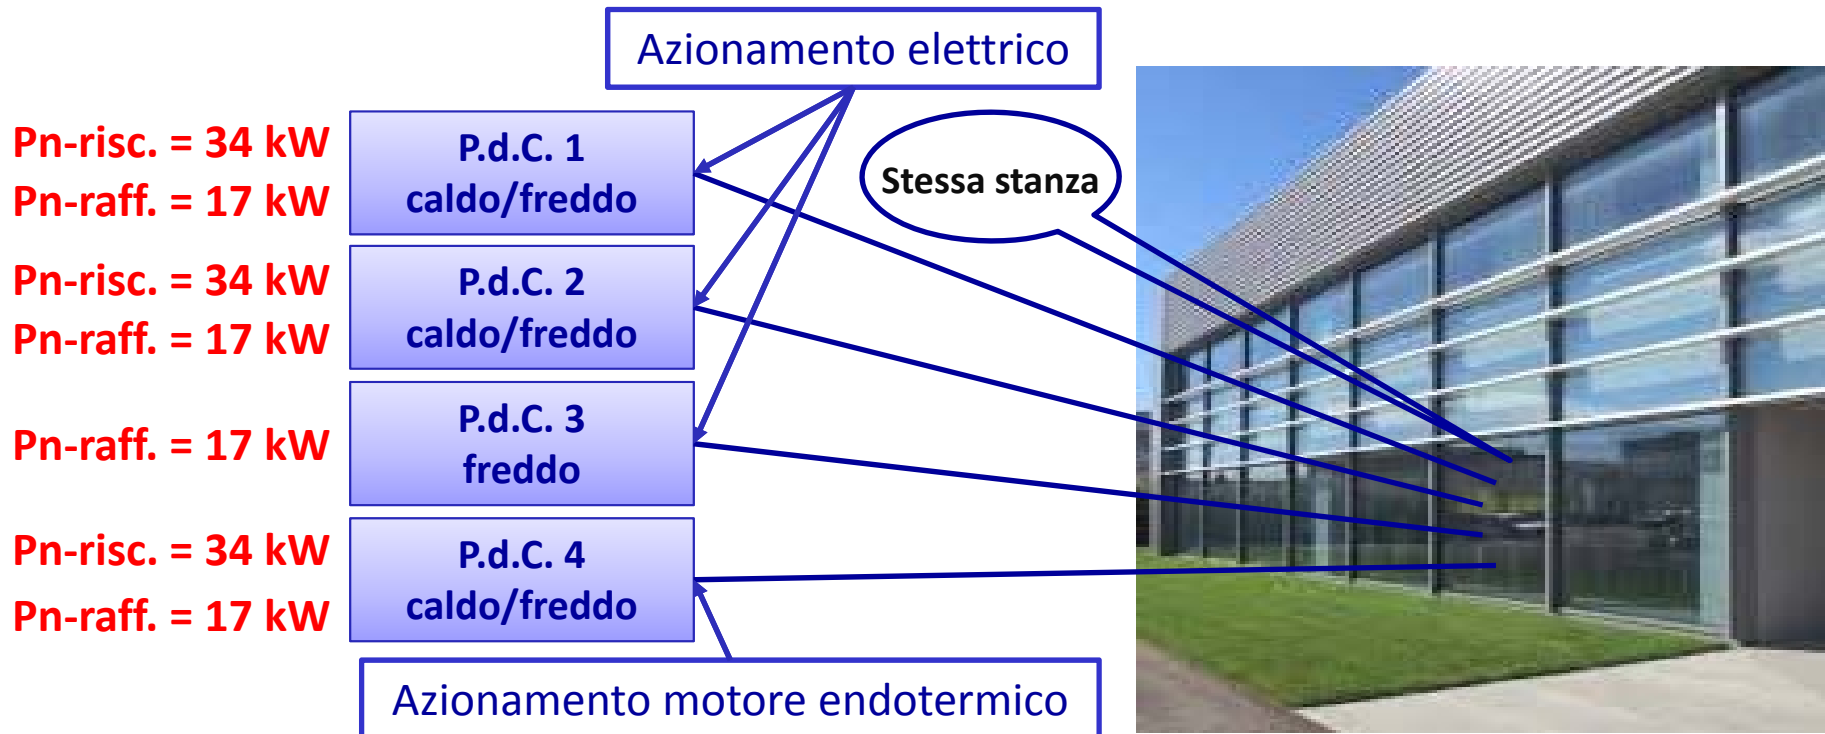 Azionamento elettrico
Pn-risc. = 34 kW
Pn-raff. = 17 kW
P.d.C. 1
caldo/freddo
Stessa stanza
Pn-risc. = 34 kW
Pn-raff. = 17 kW
P.d.C. 2
caldo/freddo
Pn-raff. = 17 kW
P.d.C. 3
freddo
Pn-risc. = 34 kW
Pn-raff. = 17 kW
P.d.C. 4
caldo/freddo
Azionamento motore endotermico